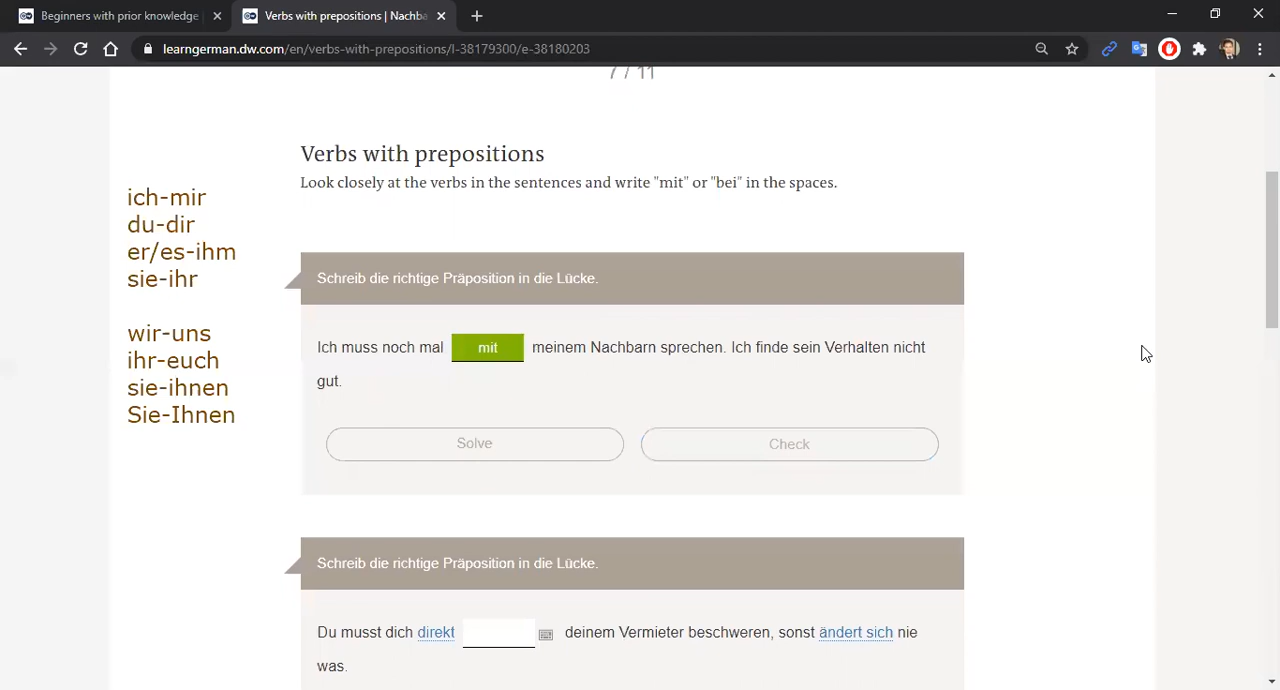 Beginners with prior knowledge
Verbs with prepositions | Nachba
learngerman.dw.com/en/verbs-with-prepositions/l-38179300/e-38180203
7 / 11
Verbs with prepositions
Look closely at the verbs in the sentences and write "mit" or "bei" in the spaces.
ich-mir
du-dir
er/es-ihm
sie-ihr
wir-uns
ihr-euch
sie-ihnen
Sie-Ihnen
Schreib die richtige Präposition in die Lücke.
Ich muss noch mal mit meinem Nachbarn sprechen. Ich finde sein Verhalten nicht
gut.
Solve Check
Schreib die richtige Präposition in die Lücke.
Du musst dich direkt deinem Vermieter beschweren, sonst ändert sich nie
was.